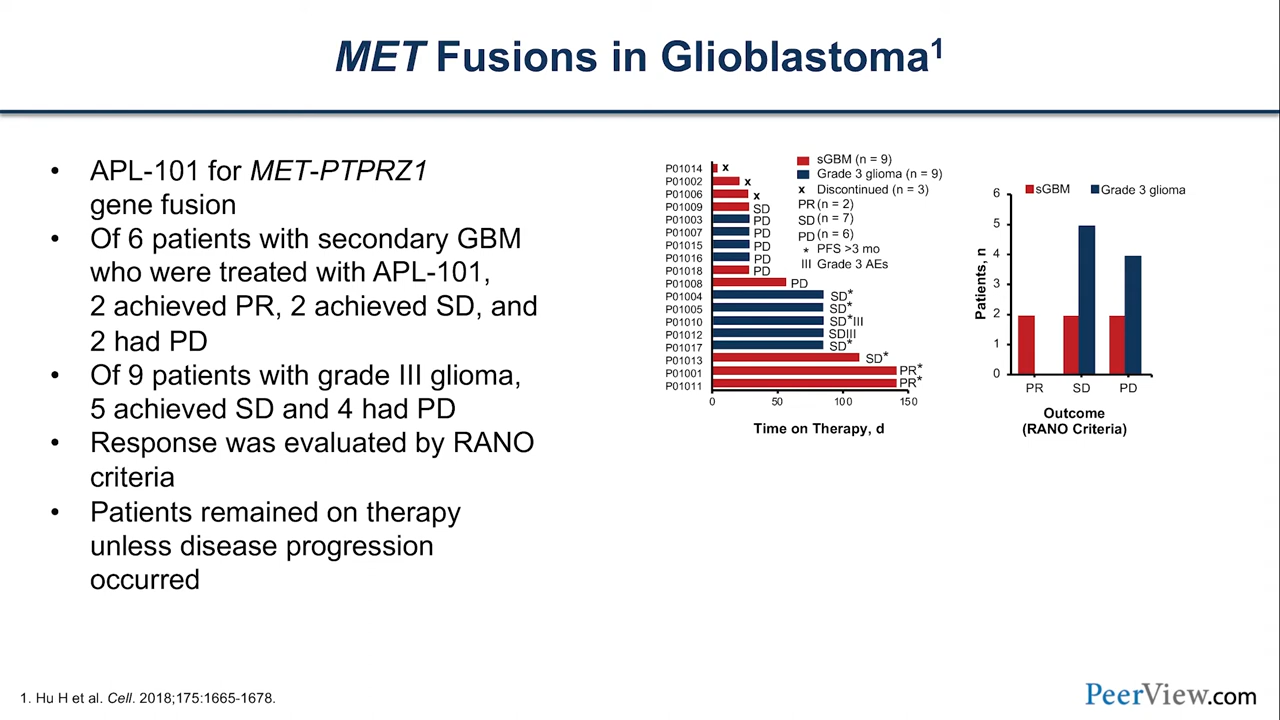 MET Fusions in Glioblastoma1
• APL-101 for MET-PTPRZ1
gene fusion
• Of 6 patients with secondary GBM
who were treated with APL-101,
2 achieved PR, 2 achieved SD, and
2 had PD
• Of 9 patients with grade III glioma,
5 achieved SD and 4 had PD
• Response was evaluated by RANO
criteria
• Patients remained on therapy
unless disease progression
occurred
P01014 x
P01002 x
P01006 x
P01009 SD
P01003 PD
P01007 PD
P01015 PD
P01016 PD
P01018 PD
P01008 PD
P01004 SD*
P01005 SD*
P01010 SD*III
P01012 SDIII
P01017 SD*
P01013 SD*
P01001 PR*
P01011 PR*
0 50 100 150
Time on Therapy, d
sGBM (n = 9)
Grade 3 glioma (n = 9)
x Discontinued (n = 3)
PR (n = 2)
SD (n = 7)
PD (n = 6)
* PFS >3 mo
III Grade 3 AEs
sGBM Grade 3 glioma
Patients, n
6
5
4
3
2
1
0
PR SD PD
Outcome
(RANO Criteria)
1. Hu H et al. Cell. 2018;175:1665-1678.
PeerView.com